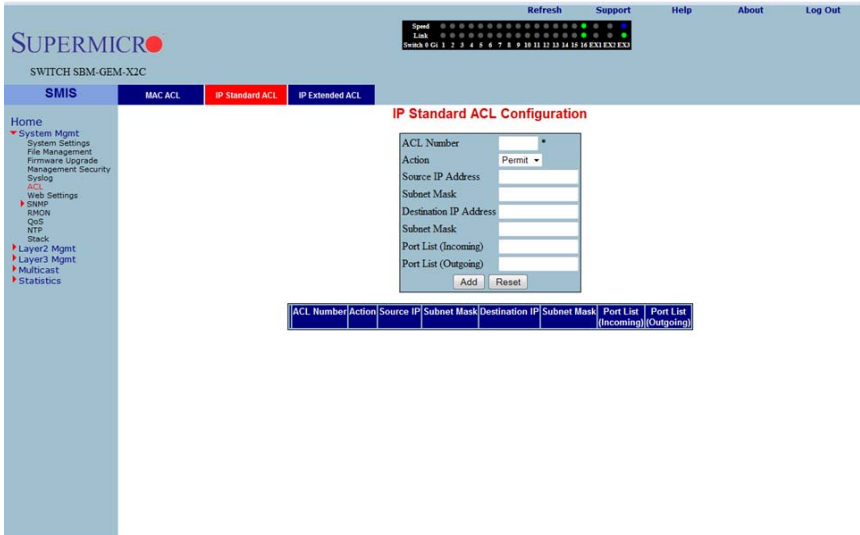 Refresh Support Help About Log Out
Speed
Link
Switch 0 Gi 1 2 3 4 5 6 7 8 9 10 11 12 13 14 15 16 EX1 EX2 EX3
SUPERMICRO
SWITCH SBM-GEM-X2C
SMIS
MAC ACL
IP Standard ACL
IP Extended ACL
Home
System Mgmt
System Settings
File Management
Firmware Upgrade
Management Security
Syslog
ACL
Web Settings
SNMP
RMON
QoS
NTP
Stack
Layer2 Mgmt
Layer3 Mgmt
Multicast
Statistics
IP Standard ACL Configuration
ACL Number *
Action Permit
Source IP Address
Subnet Mask
Destination IP Address
Subnet Mask
Port List (Incoming)
Port List (Outgoing)
Add Reset
ACL Number Action Source IP Subnet Mask Destination IP Subnet Mask Port List (Incoming) Port List (Outgoing)